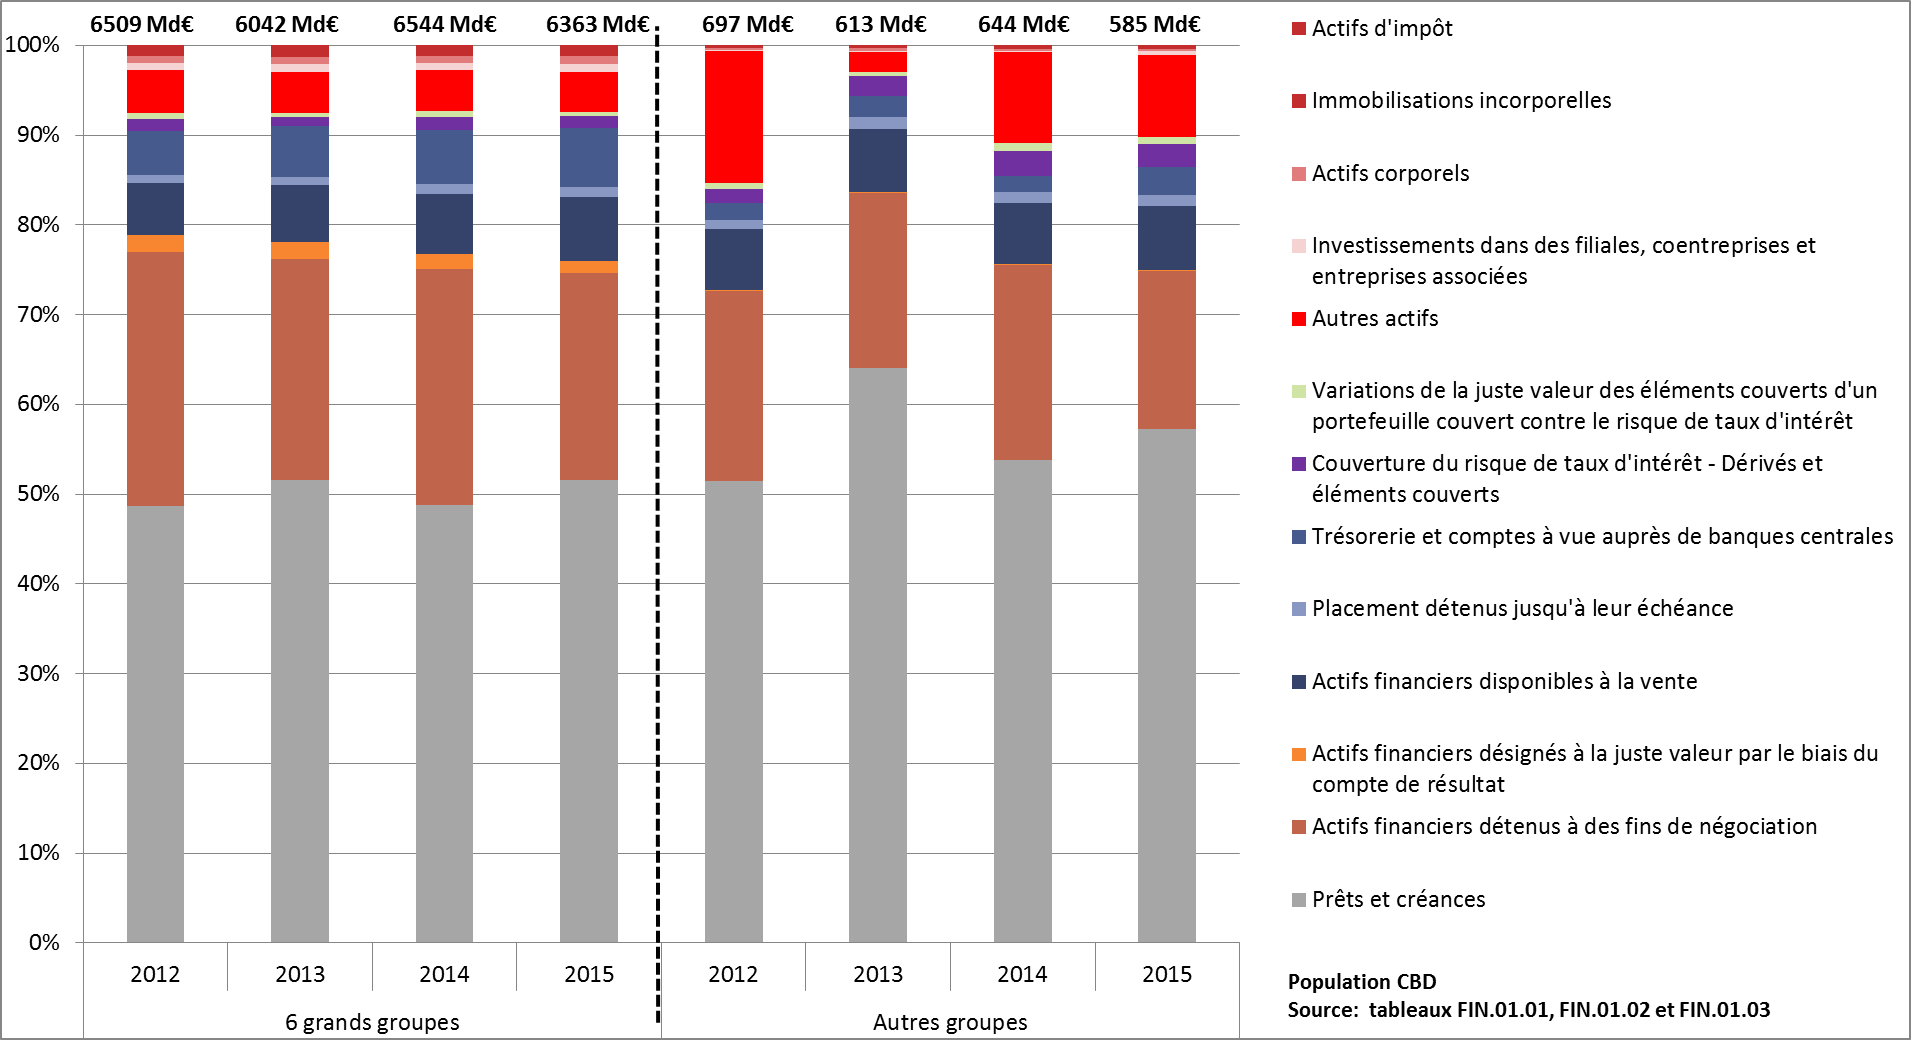 6509 Md€ 6042 Md€ 6544 Md€ 6363 Md€ 697 Md€ 613 Md€ 644 Md€ 585 Md€
100%
90%
80%
70%
60%
50%
40%
30%
20%
10%
0%
2012 2013 2014 2015 2012 2013 2014 2015
6 grands groupes Autres groupes
Actifs d'impôt
Immobilisations incorporelles
Actifs corporels
Investissements dans des filiales, coentreprises et
entreprises associées
Autres actifs
Variations de la juste valeur des éléments couverts d'un
portefeuille couvert contre le risque de taux d'intérêt
Couverture du risque de taux d'intérêt - Dérivés et
éléments couverts
Trésorerie et comptes à vue auprès de banques centrales
Placement détenus jusqu'à leur échéance
Actifs financiers disponibles à la vente
Actifs financiers désignés à la juste valeur par le biais du
compte de résultat
Actifs financiers détenus à des fins de négociation
Prêts et créances
Population CBD
Source: tableaux FIN.01.01, FIN.01.02 et FIN.01.03